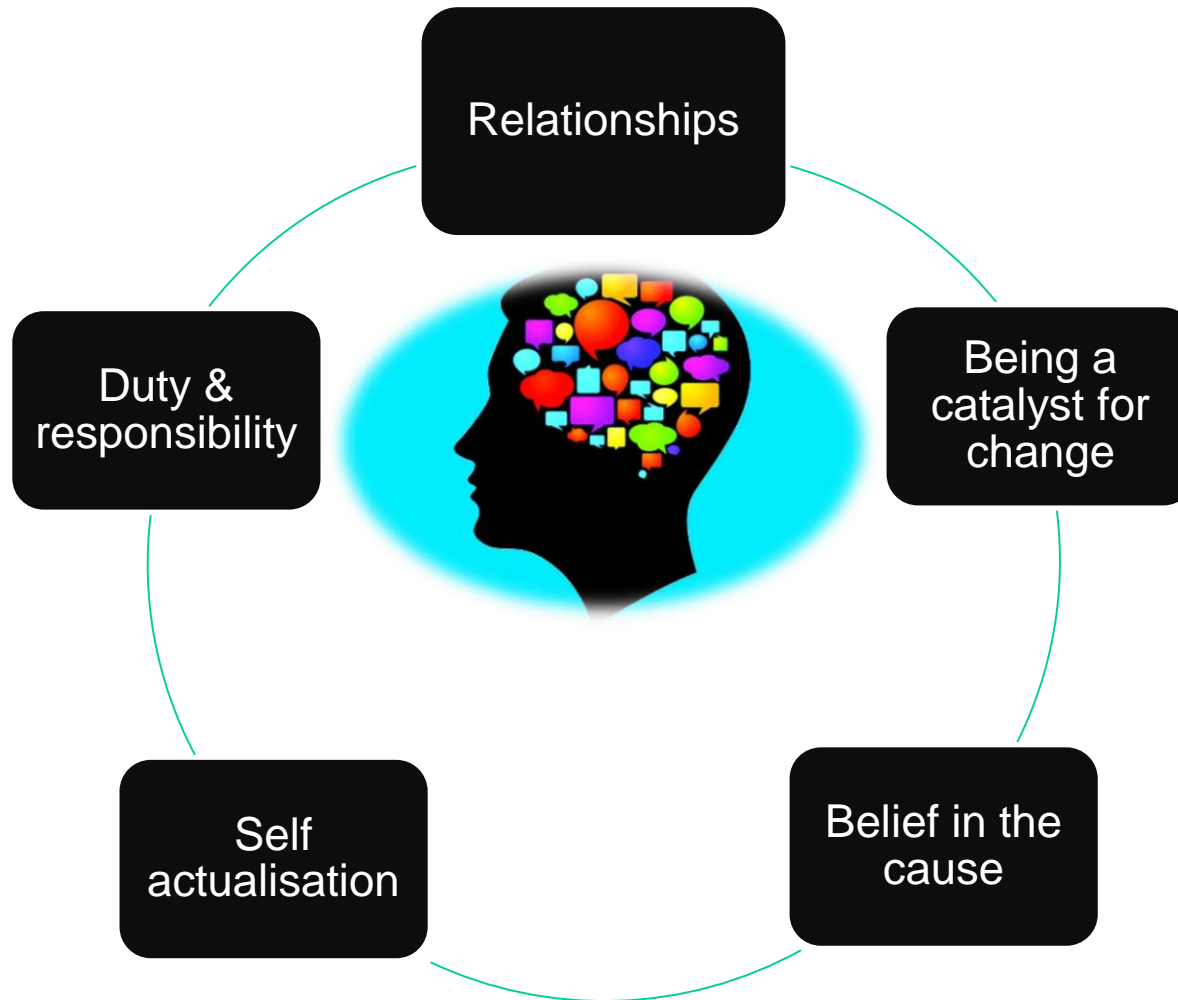 Relationships
Being a
catalyst for
change
Belief in the
cause
Self
actualisation
Duty &
responsibility